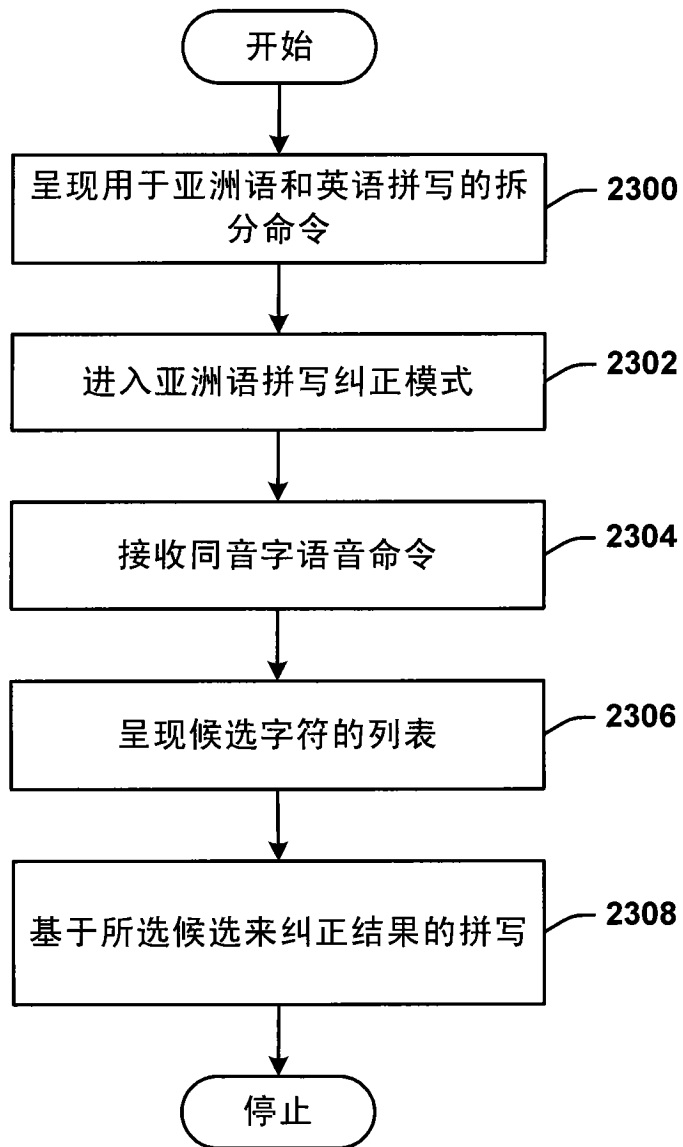 开始
呈现用于亚洲语和英语拼写的拆
分命令
2300
进入亚洲语拼写纠正模式
2302
接收同音字语音命令
2304
呈现候选字符的列表
2306
基于所选候选来纠正结果的拼写
2308
停止